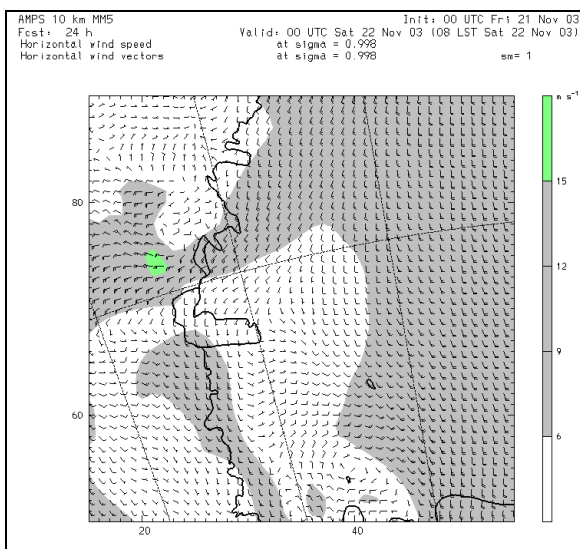 AMPS 10 km MM5 Init: 00 UTC Fri 21 Nov 03
Fcst: 24 h Valid: 00 UTC Sat 22 Nov 03 (08 LST Sat 22 Nov 03)
Horizontal wind speed at sigma = 0.998
Horizontal wind vectors at sigma = 0.998 sm= 1
m s⁻¹
80
60
20
40
15
12
9
6